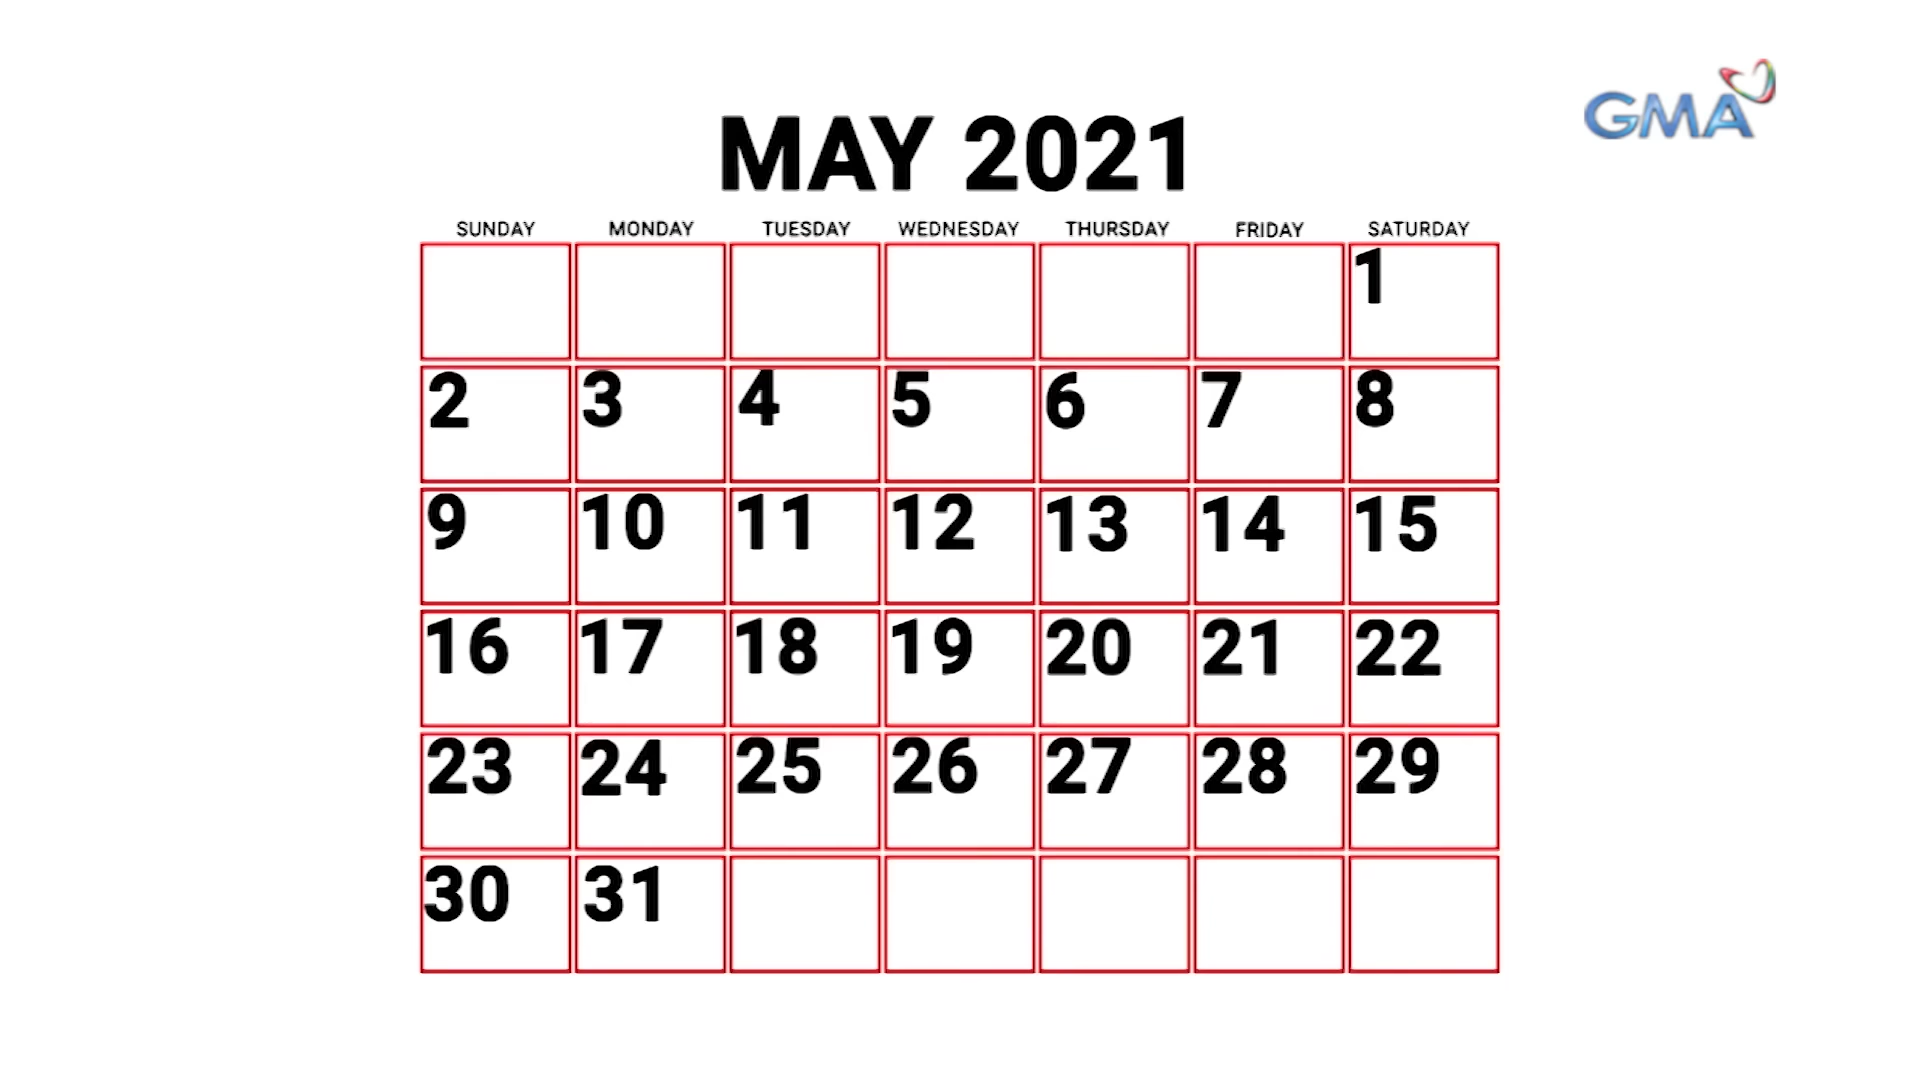 GMA
MAY 2021
SUNDAY MONDAY TUESDAY WEDNESDAY THURSDAY FRIDAY SATURDAY
1
2 3 4 5 6 7 8
9 10 11 12 13 14 15
16 17 18 19 20 21 22
23 24 25 26 27 28 29
30 31